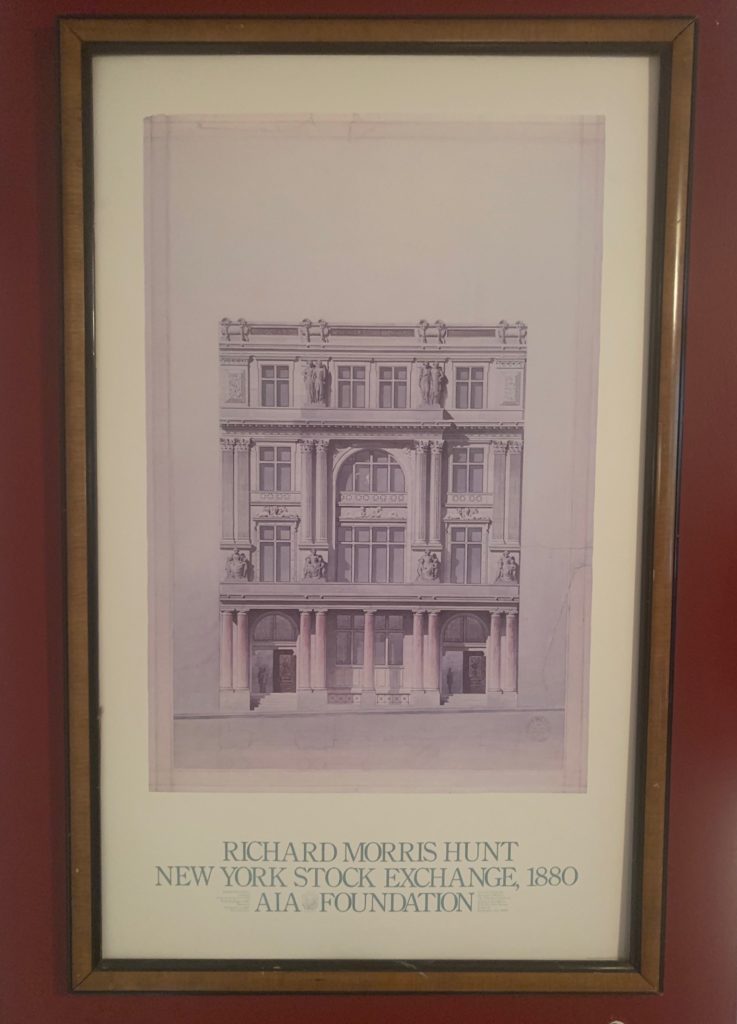 RICHARD MORRIS HUNT
NEW YORK STOCK EXCHANGE, 1880
AIA FOUNDATION